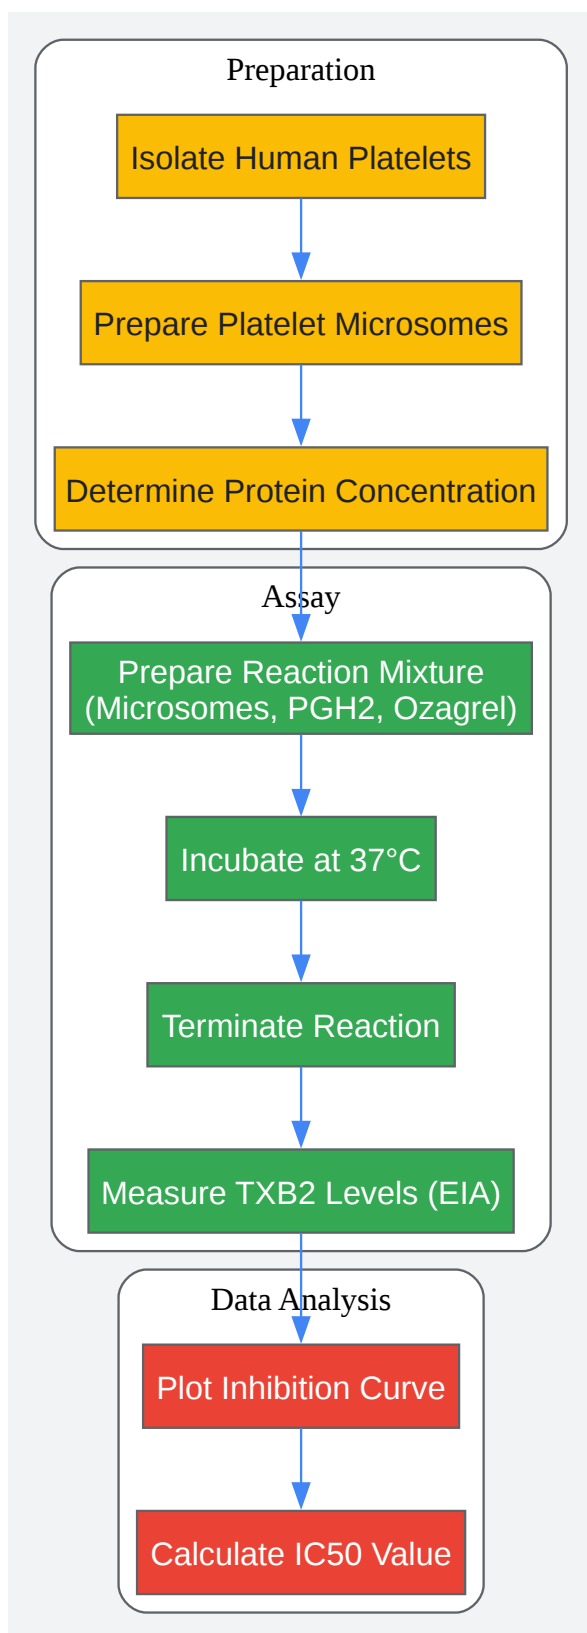 Preparation
Isolate Human Platelets
Prepare Platelet Microsomes
Determine Protein Concentration
Assay
Prepare Reaction Mixture
(Microsomes, PGH2, Ozagrel)
Incubate at 37°C
Terminate Reaction
Measure TXB2 Levels (EIA)
Data Analysis
Plot Inhibition Curve
Calculate IC50 Value